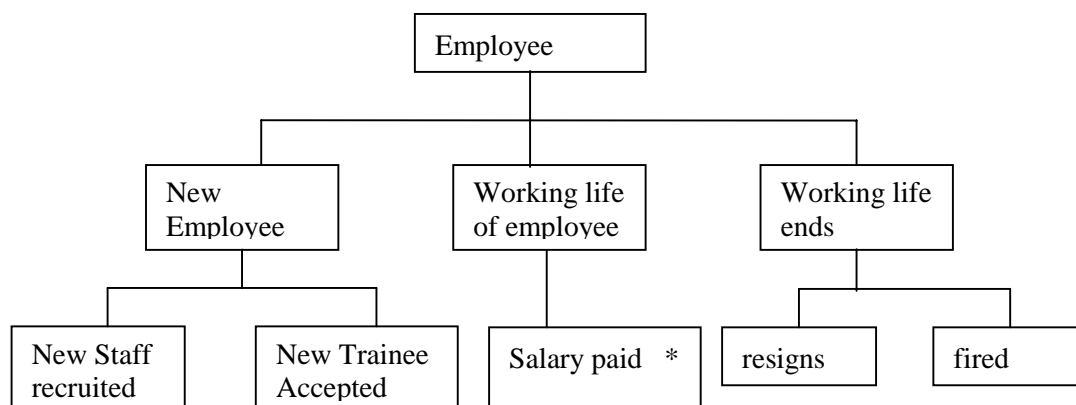 Employee
New
Employee
Working life
of employee
Working life
ends
New Staff
recruited
New Trainee
Accepted
Salary paid *
resigns
fired